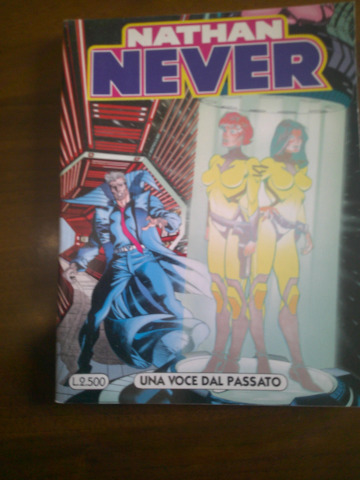 NATHAN
NEVER
L.2.500
UNA VOCE DAL PASSATO